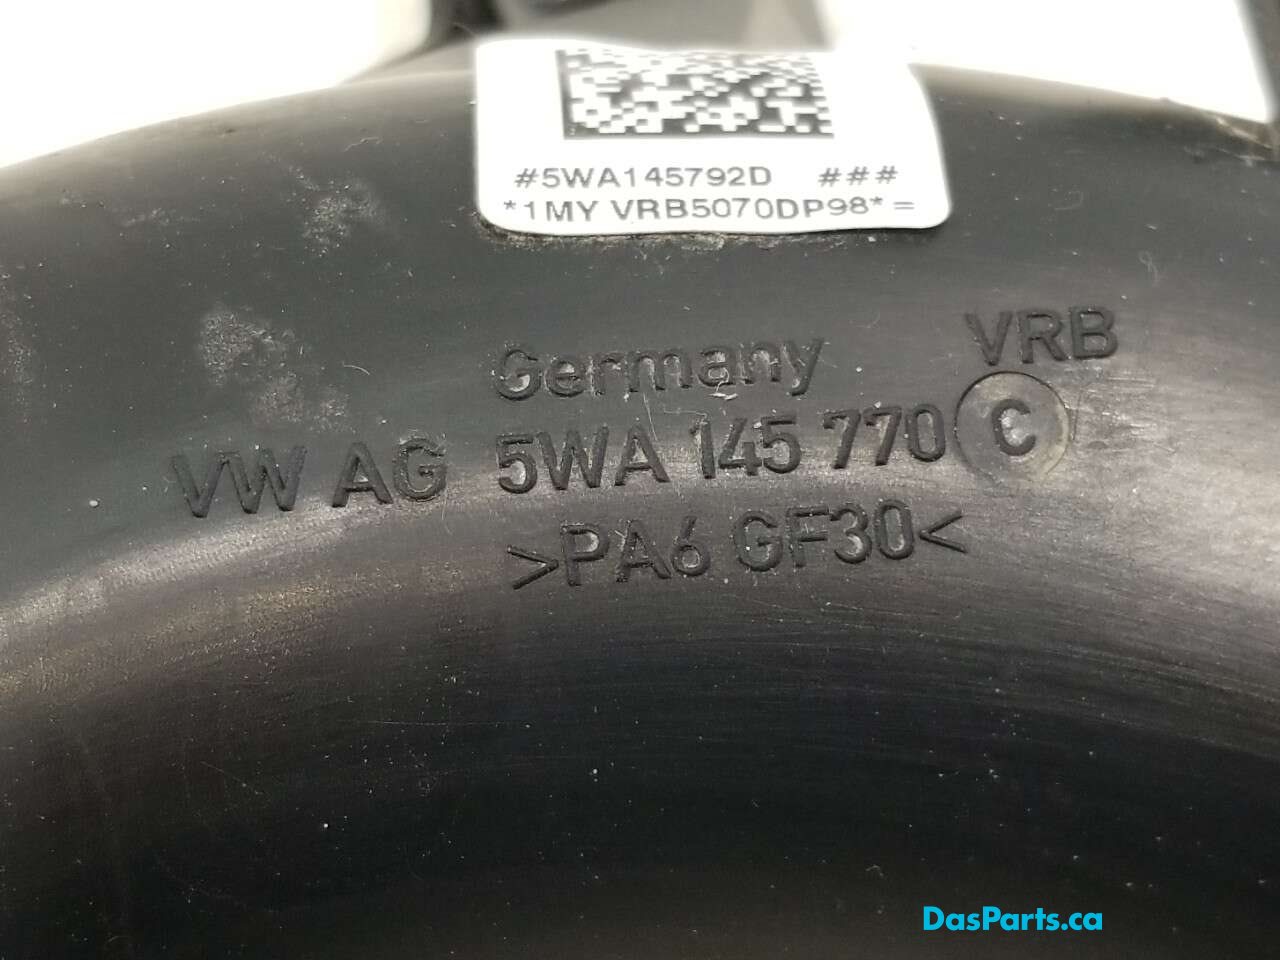 #5WA145792D ###
*1MY VRB5070DP98* =
VRB
Germany
VW AG 5WA 145 770 C
>PA6 GF30<
DasParts.ca